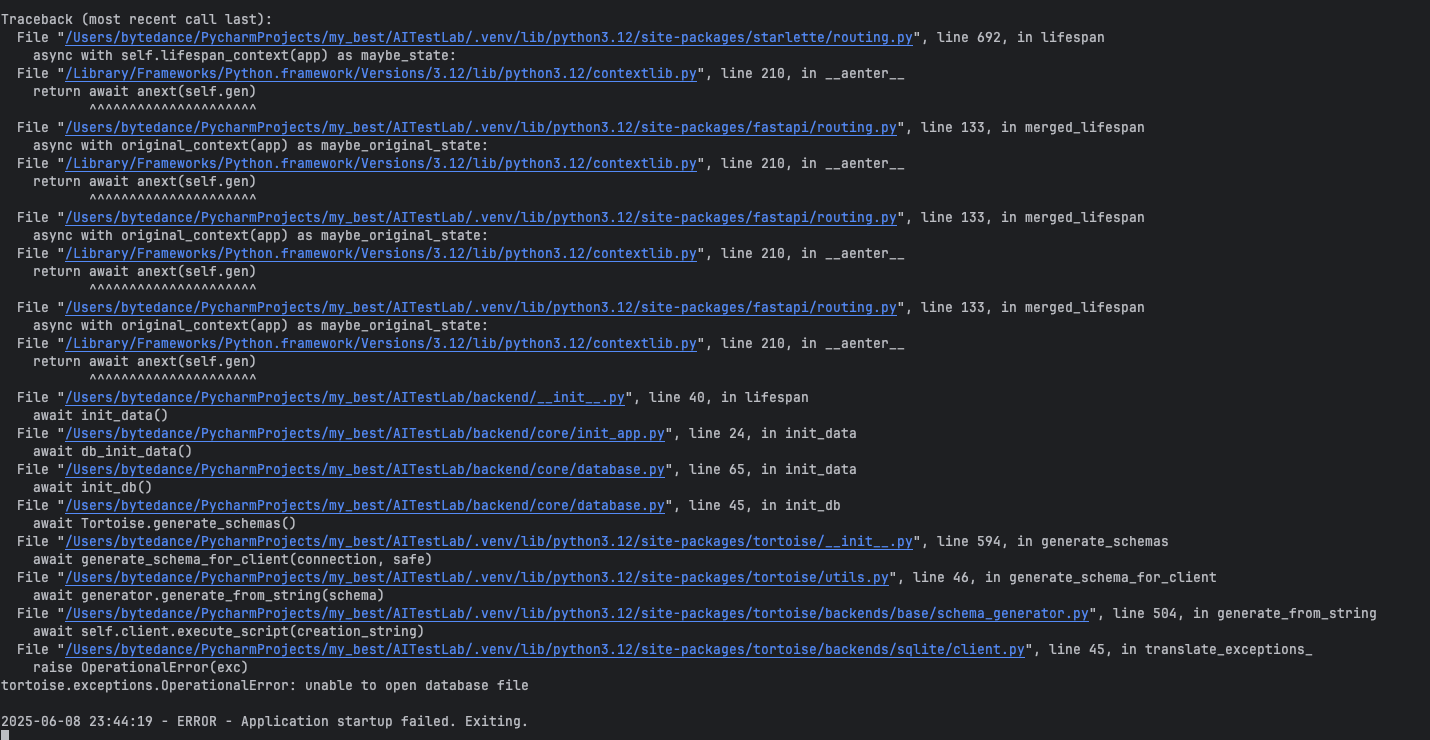 Traceback (most recent call last):
  File "/Users/bytedance/PycharmProjects/my_best/AITestLab/.venv/lib/python3.12/site-packages/starlette/routing.py", line 692, in lifespan
    async with self.lifespan_context(app) as maybe_state:
  File "/Library/Frameworks/Python.framework/Versions/3.12/lib/python3.12/contextlib.py", line 210, in __aenter__
    return await anext(self.gen)
           ^^^^^^^^^^^^^^^^^^^^^
  File "/Users/bytedance/PycharmProjects/my_best/AITestLab/.venv/lib/python3.12/site-packages/fastapi/routing.py", line 133, in merged_lifespan
    async with original_context(app) as maybe_original_state:
  File "/Library/Frameworks/Python.framework/Versions/3.12/lib/python3.12/contextlib.py", line 210, in __aenter__
    return await anext(self.gen)
           ^^^^^^^^^^^^^^^^^^^^^
  File "/Users/bytedance/PycharmProjects/my_best/AITestLab/.venv/lib/python3.12/site-packages/fastapi/routing.py", line 133, in merged_lifespan
    async with original_context(app) as maybe_original_state:
  File "/Library/Frameworks/Python.framework/Versions/3.12/lib/python3.12/contextlib.py", line 210, in __aenter__
    return await anext(self.gen)
           ^^^^^^^^^^^^^^^^^^^^^
  File "/Users/bytedance/PycharmProjects/my_best/AITestLab/.venv/lib/python3.12/site-packages/fastapi/routing.py", line 133, in merged_lifespan
    async with original_context(app) as maybe_original_state:
  File "/Library/Frameworks/Python.framework/Versions/3.12/lib/python3.12/contextlib.py", line 210, in __aenter__
    return await anext(self.gen)
           ^^^^^^^^^^^^^^^^^^^^^
  File "/Users/bytedance/PycharmProjects/my_best/AITestLab/backend/__init__.py", line 40, in lifespan
    await init_data()
  File "/Users/bytedance/PycharmProjects/my_best/AITestLab/backend/core/init_app.py", line 24, in init_data
    await db_init_data()
  File "/Users/bytedance/PycharmProjects/my_best/AITestLab/backend/core/database.py", line 65, in init_data
    await init_db()
  File "/Users/bytedance/PycharmProjects/my_best/AITestLab/backend/core/database.py", line 45, in init_db
    await Tortoise.generate_schemas()
  File "/Users/bytedance/PycharmProjects/my_best/AITestLab/.venv/lib/python3.12/site-packages/tortoise/__init__.py", line 594, in generate_schemas
    await generate_schema_for_client(connection, safe)
  File "/Users/bytedance/PycharmProjects/my_best/AITestLab/.venv/lib/python3.12/site-packages/tortoise/utils.py", line 46, in generate_schema_for_client
    await generator.generate_from_string(schema)
  File "/Users/bytedance/PycharmProjects/my_best/AITestLab/.venv/lib/python3.12/site-packages/tortoise/backends/base/schema_generator.py", line 504, in generate_from_string
    await self.client.execute_script(creation_string)
  File "/Users/bytedance/PycharmProjects/my_best/AITestLab/.venv/lib/python3.12/site-packages/tortoise/backends/sqlite/client.py", line 45, in translate_exceptions_
    raise OperationalError(exc)
tortoise.exceptions.OperationalError: unable to open database file

2025-06-08 23:44:19 - ERROR - Application startup failed. Exiting.